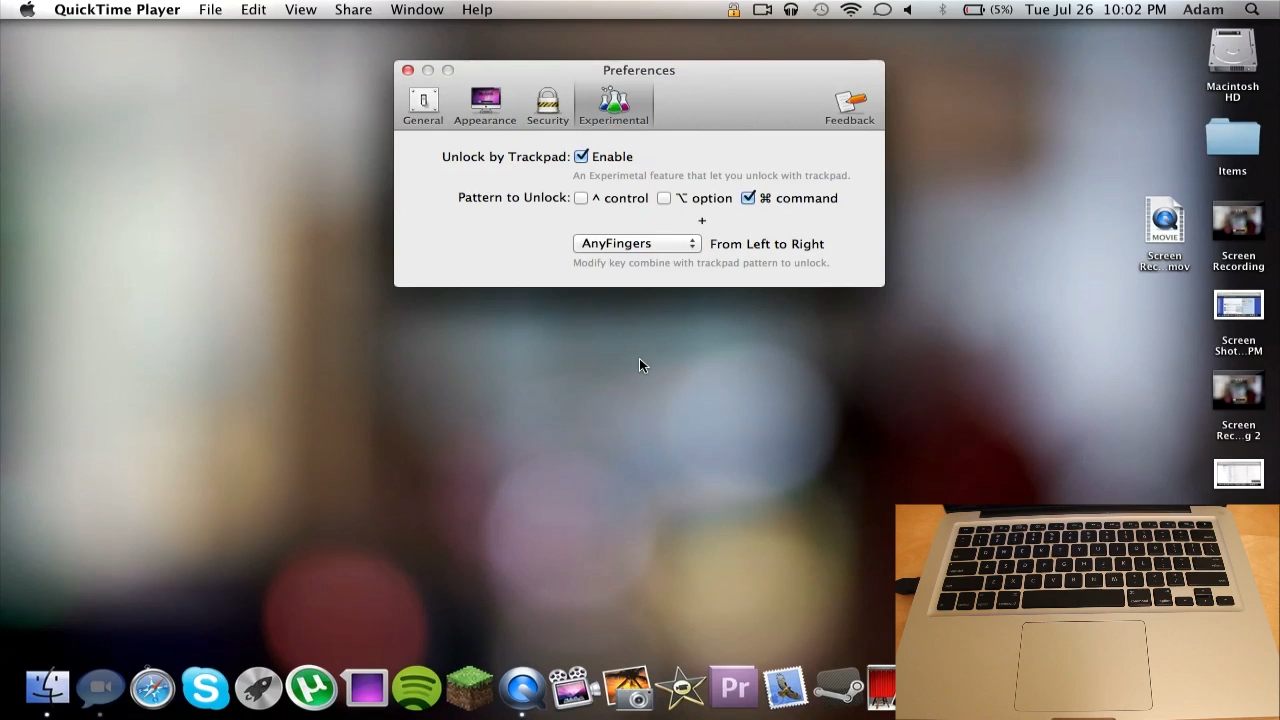 QuickTime Player File Edit View Share Window Help (5%) Tue Jul 26 10:02 PM Adam
Preferences
General Appearance Security Experimental Feedback
Unlock by Trackpad: Enable
An Experimetal feature that let you unlock with trackpad.
Pattern to Unlock: ^ control ⌥ option ⌘ command
+
AnyFingers From Left to Right
Modify key combine with trackpad pattern to unlock.
Macintosh
HD
Items
MOVIE
Screen
Rec...mov
Screen
Recording
Screen
Shot...PM
Screen
Rec...g 2
Pr